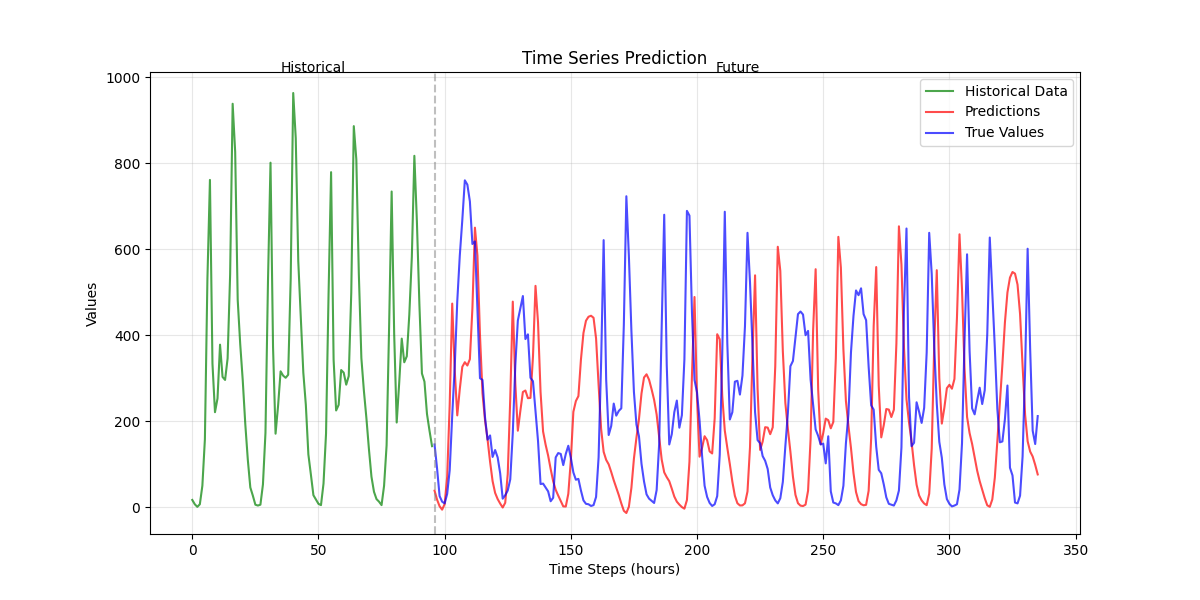 Time Series Prediction
Historical
Future
1000
800
600
400
200
0
Values
0
50
100
150
200
250
300
350
Time Steps (hours)
Historical Data
Predictions
True Values